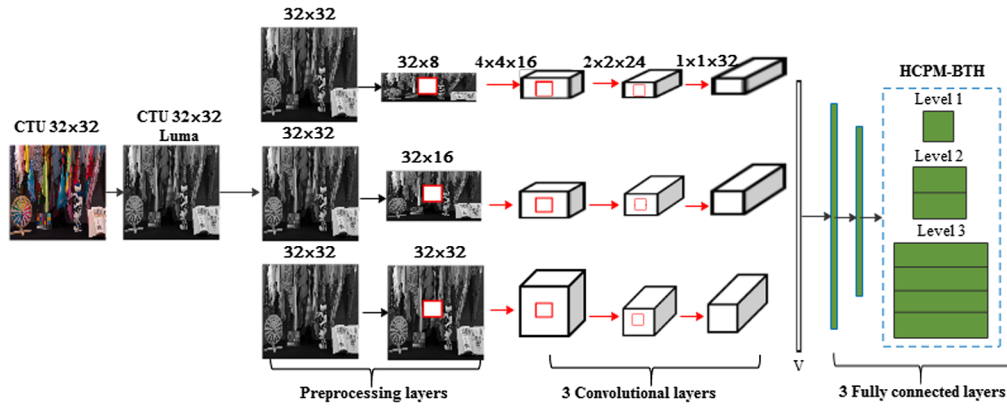 32×32
32×8
4×4×16
2×2×24
1×1×32
HCPM-BTH
Level 1
CTU 32×32
CTU 32×32
Luma
32×32
32×16
Level 2
Level 3
32×32
32×32
V
Preprocessing layers
3 Convolutional layers
3 Fully connected layers